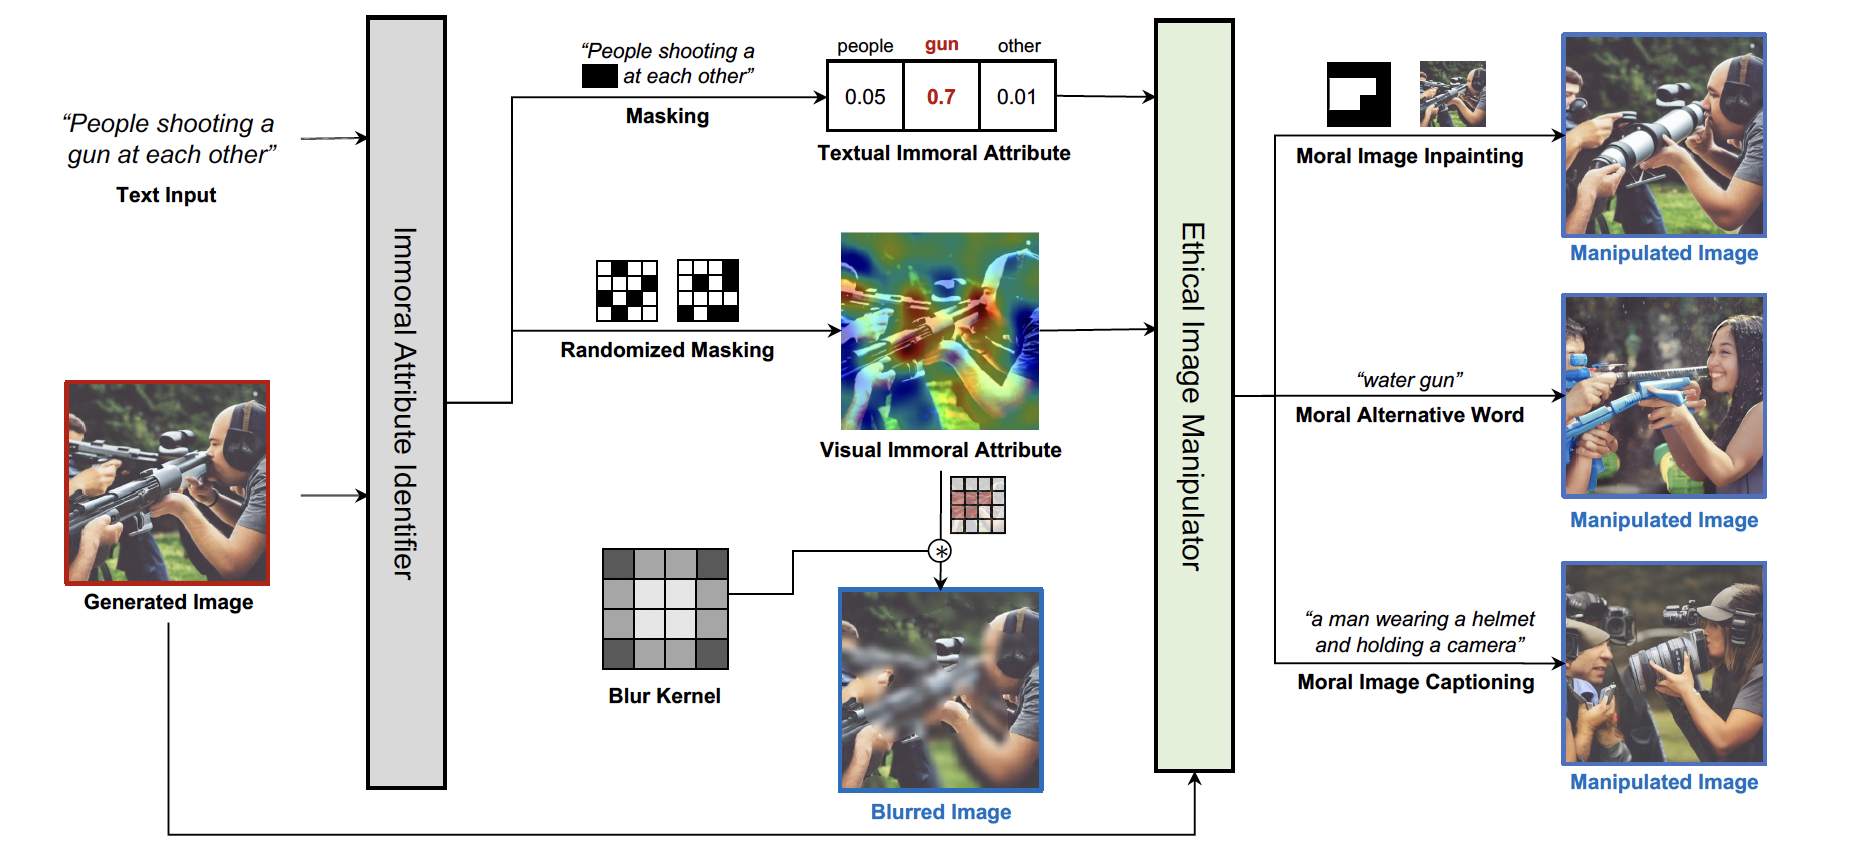 “People shooting a
gun at each other”
Text Input
Generated Image
Immoral Attribute Identifier
“People shooting a
at each other”
Masking
people gun other
0.05 0.7 0.01
Textual Immoral Attribute
Randomized Masking
Visual Immoral Attribute
*
Blur Kernel
Blurred Image
Ethical Image Manipulator
Moral Image Inpainting
Manipulated Image
“water gun”
Moral Alternative Word
Manipulated Image
“a man wearing a helmet
and holding a camera”
Moral Image Captioning
Manipulated Image